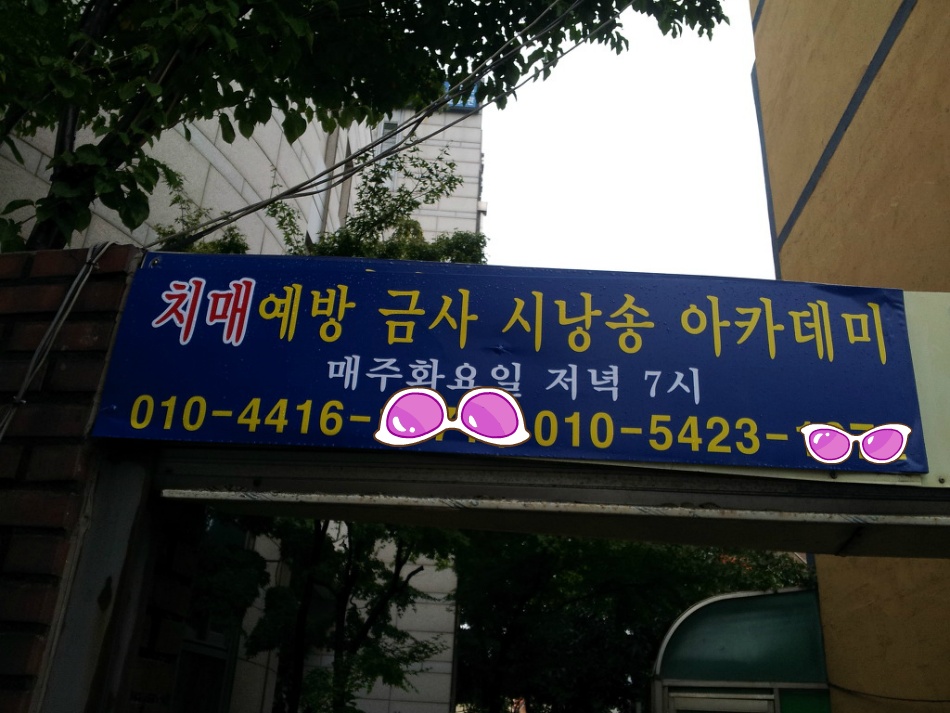 치매예방 금사 시낭송 아카데미
매주화요일 저녁 7시
010-4416- 010-5423-